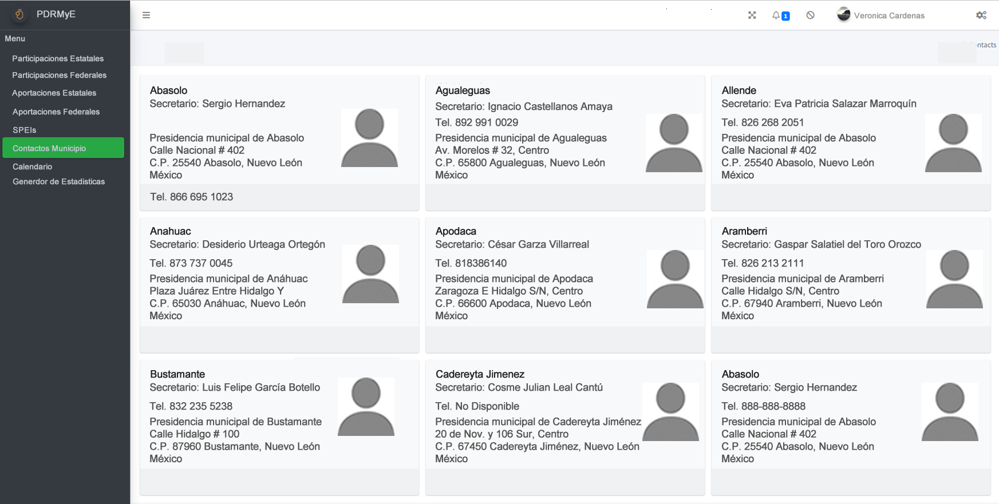 PDRMyE
Menu
Participaciones Estatales
Participaciones Federales
Aportaciones Estatales
Aportaciones Federales
SPEIs
Contactos Municipio
Calendario
Generdor de Estadisticas
1
Veronica Cardenas
ntacts
Abasolo
Secretario: Sergio Hernandez
Presidencia municipal de Abasolo
Calle Nacional # 402
C.P. 25540 Abasolo, Nuevo León
México
Tel. 866 695 1023
Agualeguas
Secretario: Ignacio Castellanos Amaya
Tel. 892 991 0029
Presidencia municipal de Agualeguas
Av. Morelos # 32, Centro
C.P. 65800 Agualeguas, Nuevo León
México
Allende
Secretario: Eva Patricia Salazar Marroquín
Tel. 826 268 2051
Presidencia municipal de Abasolo
Calle Nacional # 402
C.P. 25540 Abasolo, Nuevo León
México
Anahuac
Secretario: Desiderio Urteaga Ortegón
Tel. 873 737 0045
Presidencia municipal de Anáhuac
Plaza Juárez Entre Hidalgo Y
C.P. 65030 Anáhuac, Nuevo León
México
Apodaca
Secretario: César Garza Villarreal
Tel. 818386140
Presidencia municipal de Apodaca
Zaragoza E Hidalgo S/N, Centro
C.P. 66600 Apodaca, Nuevo León
México
Aramberri
Secretario: Gaspar Salatiel del Toro Orozco
Tel. 826 213 2111
Presidencia municipal de Aramberri
Calle Hidalgo S/N, Centro
C.P. 67940 Aramberri, Nuevo León
México
Bustamante
Secretario: Luis Felipe García Botello
Tel. 832 235 5238
Presidencia municipal de Bustamante
Calle Hidalgo # 100
C.P. 87960 Bustamante, Nuevo León
México
Cadereyta Jimenez
Secretario: Cosme Julian Leal Cantú
Tel. No Disponible
Presidencia municipal de Cadereyta Jiménez
20 de Nov. y 106 Sur, Centro
C.P. 67450 Cadereyta Jiménez, Nuevo León
México
Abasolo
Secretario: Sergio Hernandez
Tel. 888-888-8888
Presidencia municipal de Abasolo
Calle Nacional # 402
C.P. 25540 Abasolo, Nuevo León
México